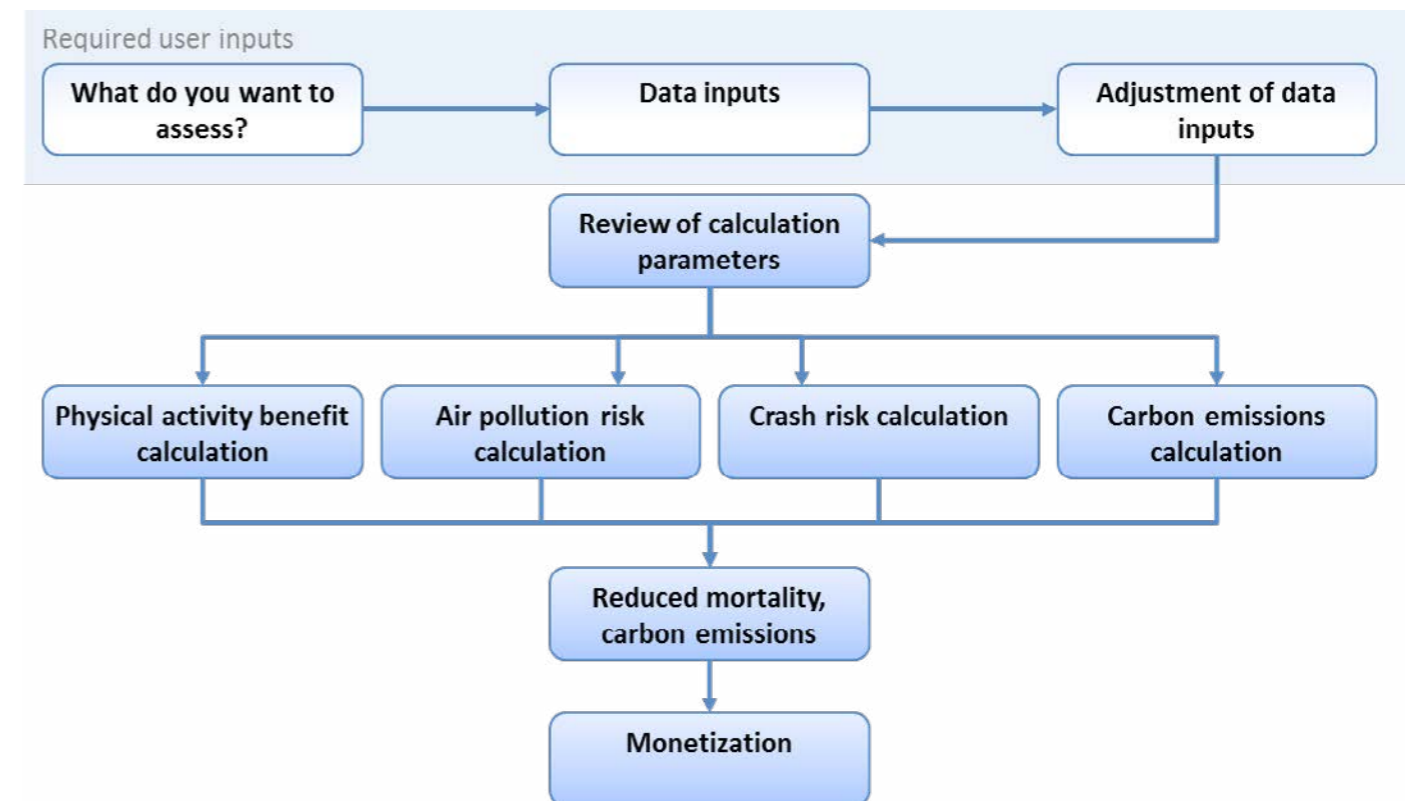 Required user inputs
What do you want to
assess?
Data inputs
Adjustment of data
inputs
Review of calculation
parameters
Physical activity benefit
calculation
Air pollution risk
calculation
Crash risk calculation
Carbon emissions
calculation
Reduced mortality,
carbon emissions
Monetization